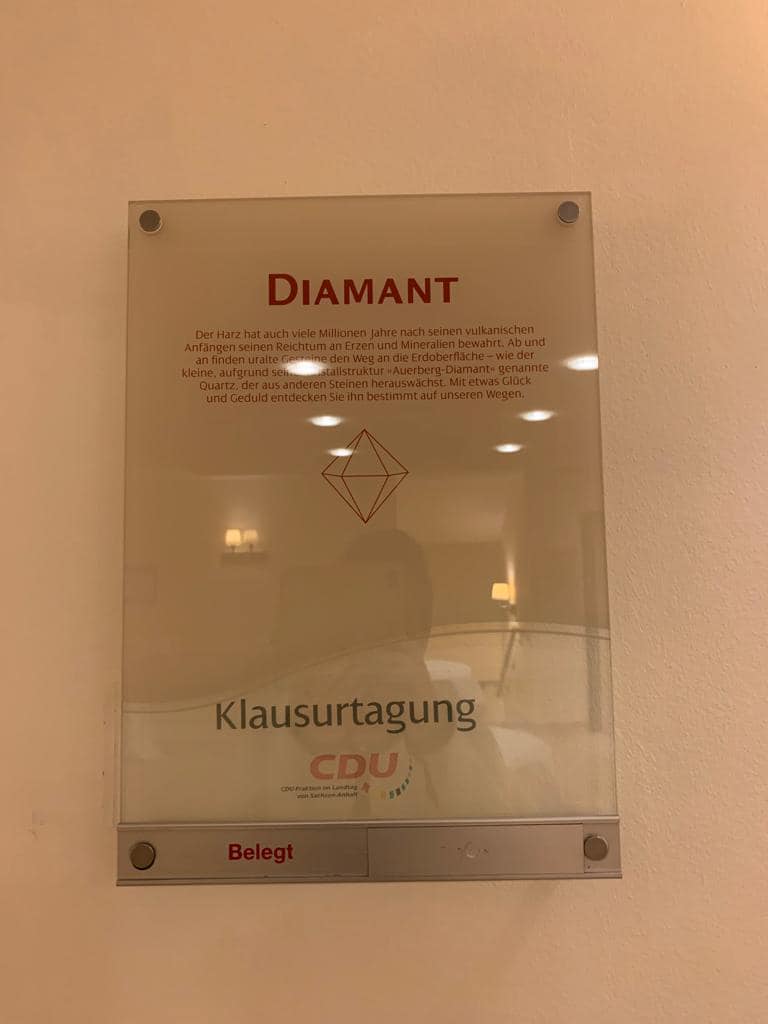 DIAMANT
Der Harz hat auch viele Millionen Jahre nach seinen vulkanischen
Anfängen seinen Reichtum an Erzen und Mineralien bewahrt. Ab und
an finden uralte Gesteine den Weg an die Erdoberfläche – wie der
kleine, aufgrund »Auerberg-Diamant« genannte
Quartz, der aus anderen Steinen herauswächst. Mit etwas Glück
und Geduld entdecken Sie ihn bestimmt auf unseren Wegen.
Klausurtagung
CDU
CDU-Fraktion im Landtag
von Sachsen-Anhalt
Belegt